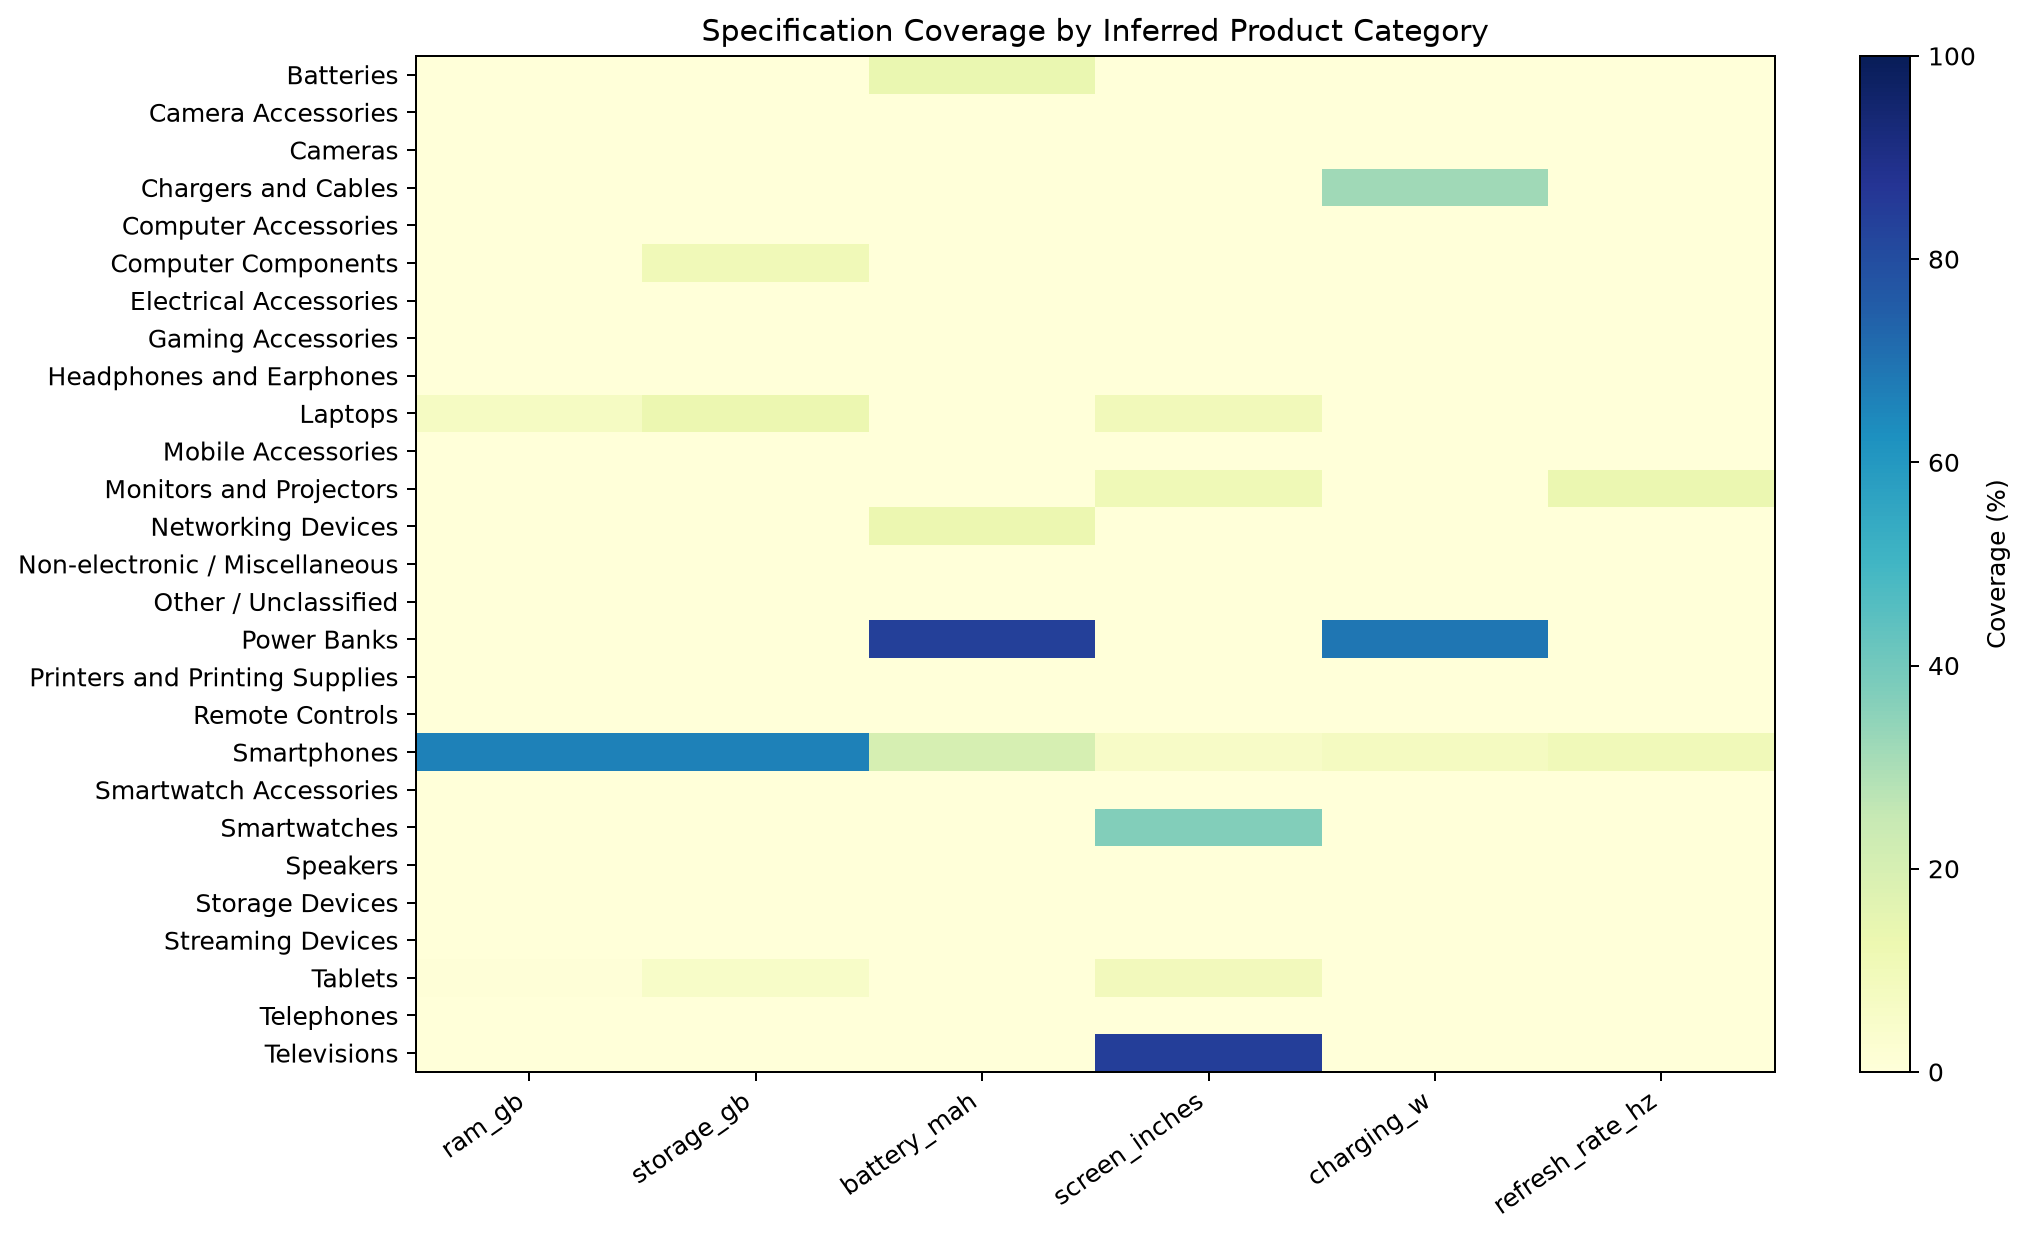 Specification Coverage by Inferred Product Category
Batteries
Camera Accessories
Cameras
Chargers and Cables
Computer Accessories
Computer Components
Electrical Accessories
Gaming Accessories
Headphones and Earphones
Laptops
Mobile Accessories
Monitors and Projectors
Networking Devices
Non-electronic / Miscellaneous
Other / Unclassified
Power Banks
Printers and Printing Supplies
Remote Controls
Smartphones
Smartwatch Accessories
Smartwatches
Speakers
Storage Devices
Streaming Devices
Tablets
Telephones
Televisions
ram_gb
storage_gb
battery_mah
screen_inches
charging_w
refresh_rate_hz
100
80
60
40
20
0
Coverage (%)